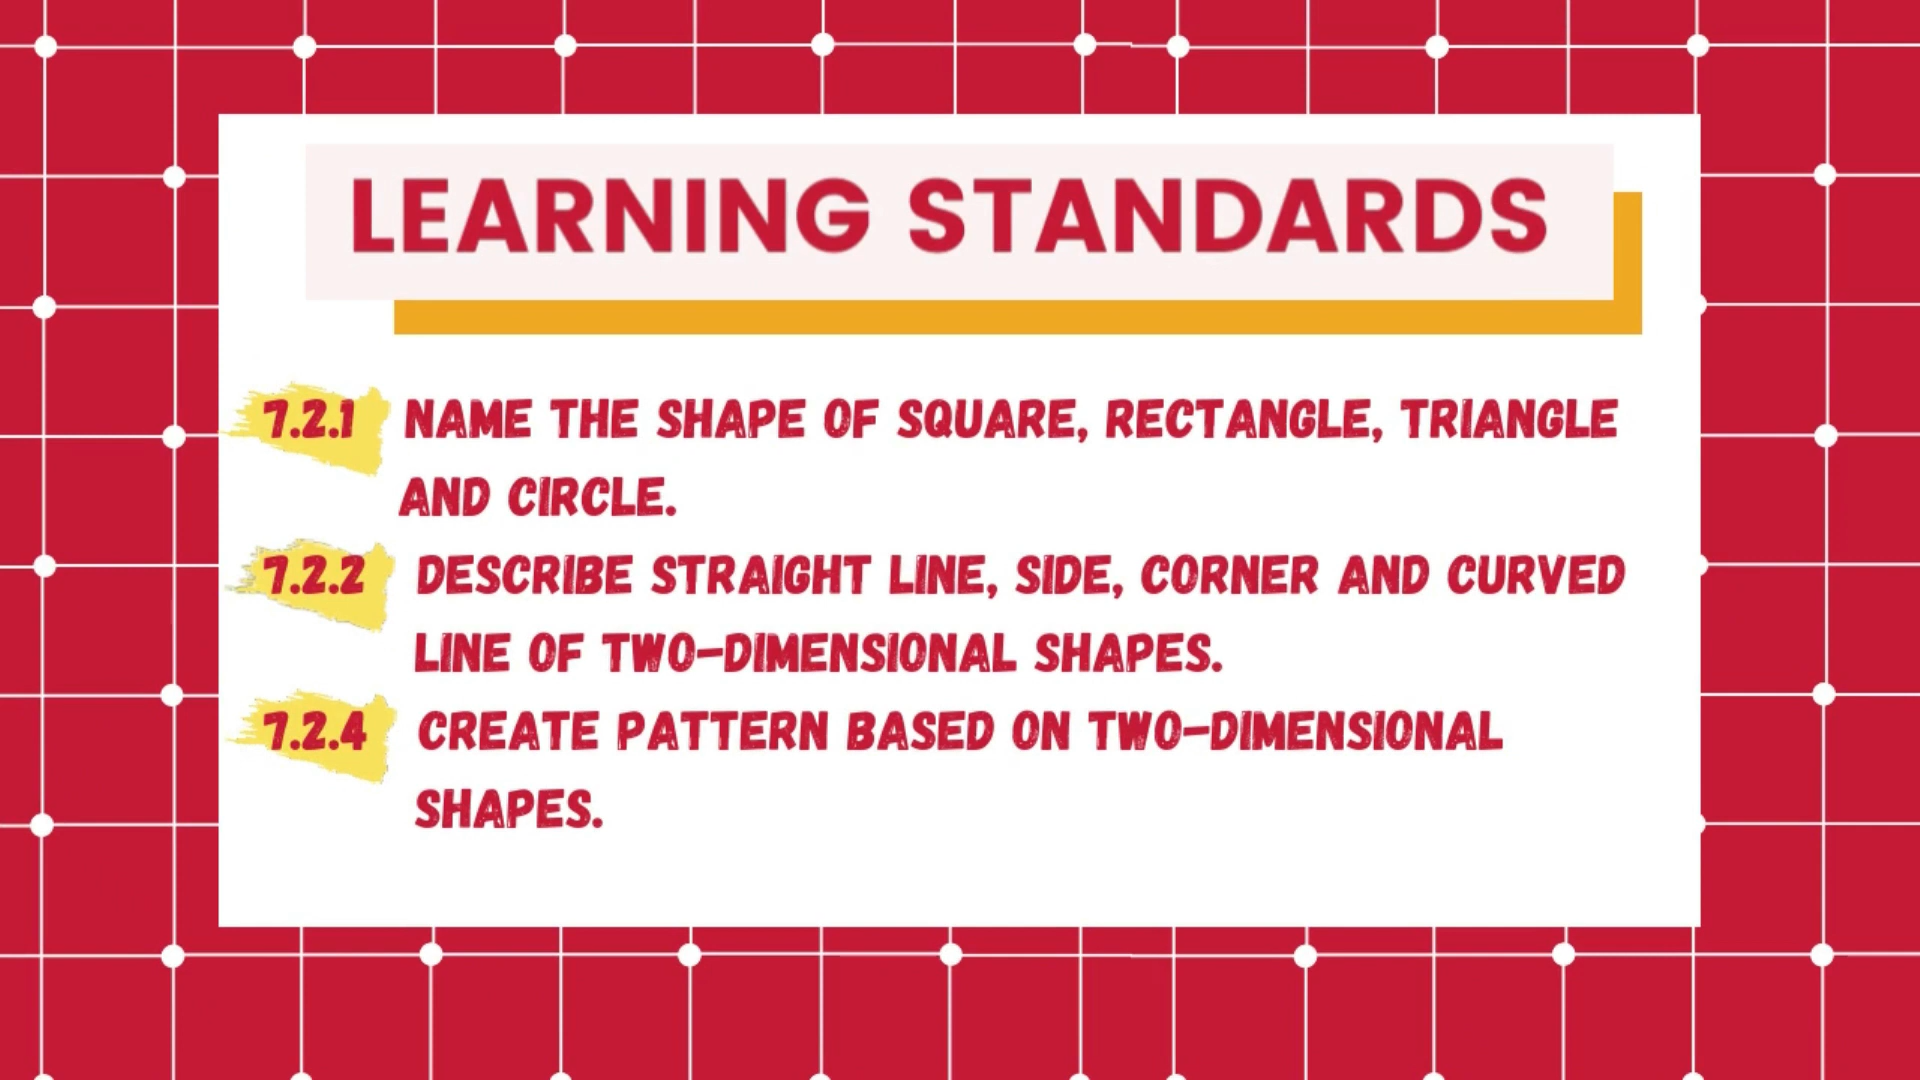 LEARNING STANDARDS
7.2.1 NAME THE SHAPE OF SQUARE, RECTANGLE, TRIANGLE
AND CIRCLE.
7.2.2 DESCRIBE STRAIGHT LINE, SIDE, CORNER AND CURVED
LINE OF TWO-DIMENSIONAL SHAPES.
7.2.4 CREATE PATTERN BASED ON TWO-DIMENSIONAL
SHAPES.